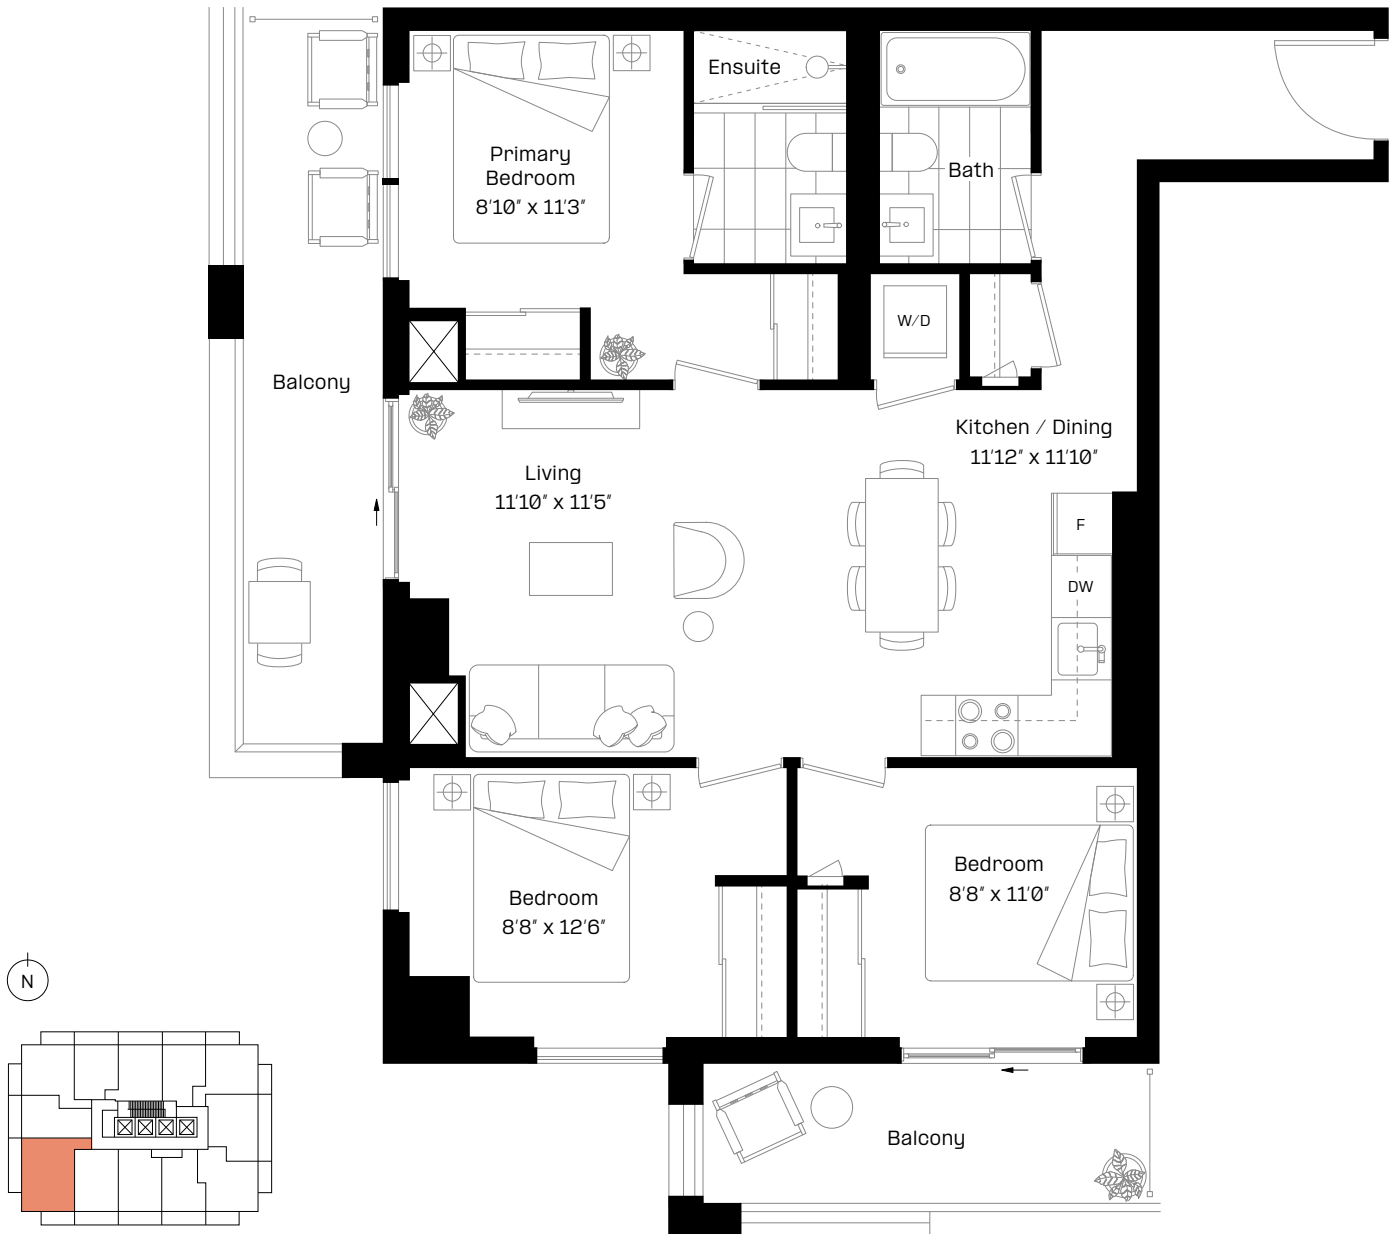 Ensuite
Primary
Bedroom
8'10" x 11'3"
Bath
W/D
Balcony
Kitchen / Dining
11'12" x 11'10"
Living
11'10" x 11'5"
F
DW
Bedroom
8'8" x 12'6"
Bedroom
8'8" x 11'0"
N
Balcony